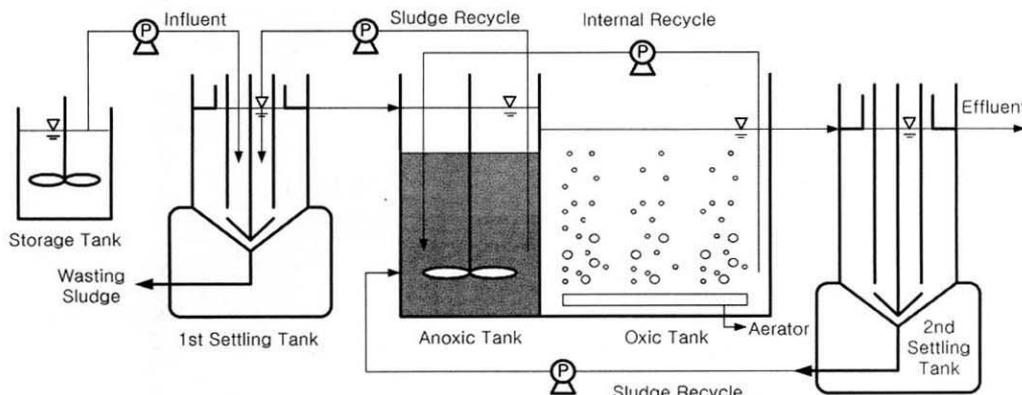 Influent
P
Sludge Recycle
P
Internal Recycle
P
Effluent
Storage Tank
Wasting
Sludge
1st Settling Tank
Anoxic Tank
Oxic Tank
Aerator
2nd
Settling
Tank
P
Sludge Recycle